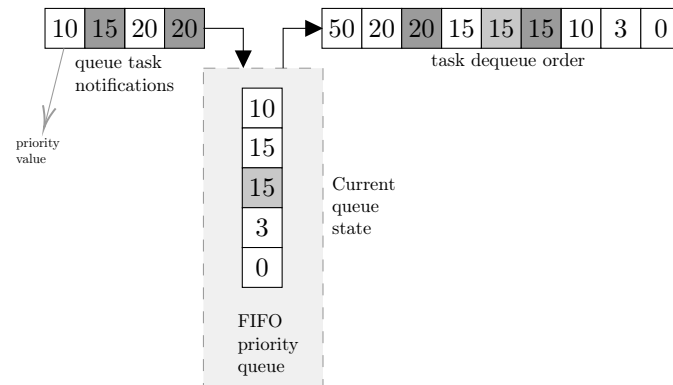 10 15 20 20
50 20 20 15 15 15 10 3 0
queue task
notifications
task dequeue order
priority
value
10
15
15
3
0
Current
queue
state
FIFO
priority
queue